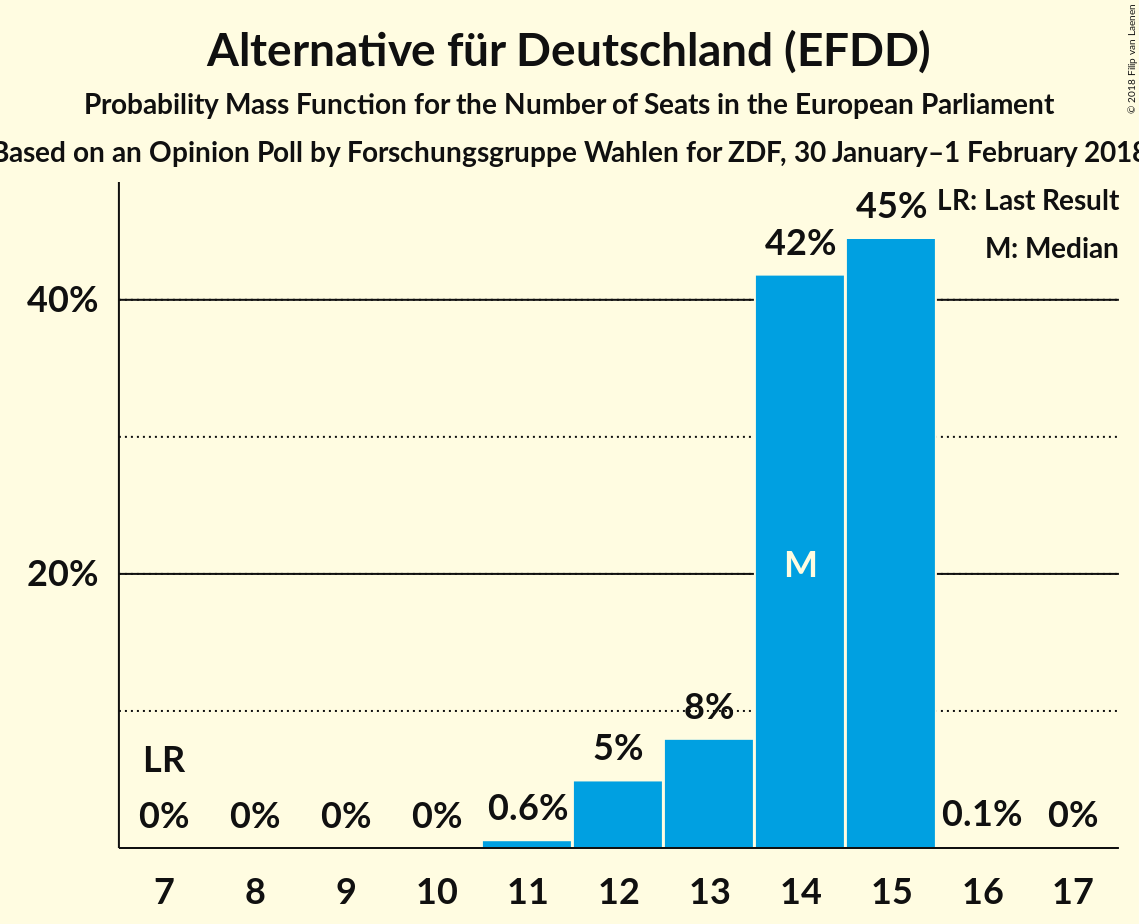 Alternative für Deutschland (EFDD)
Probability Mass Function for the Number of Seats in the European Parliament
Based on an Opinion Poll by Forschungsgruppe Wahlen for ZDF, 30 January–1 February 2018
© 2018 Filip van Laenen
LR: Last Result
M: Median
45%
42%
40%
20%
M
8%
5%
LR
0% 0% 0% 0% 0.6% 0.1% 0%
7 8 9 10 11 12 13 14 15 16 17